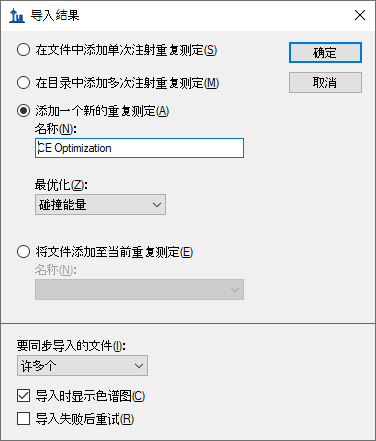 导入结果
在文件中添加单次注射重复测定(S)
确定
在目录中添加多次注射重复测定(M)
取消
添加一个新的重复测定(A)
名称(N):
CE Optimization
最优化(Z):
碰撞能量
将文件添加至当前重复测定(E)
名称(N):
要同步导入的文件(I):
许多个
导入时显示色谱图(C)
导入失败后重试(R)